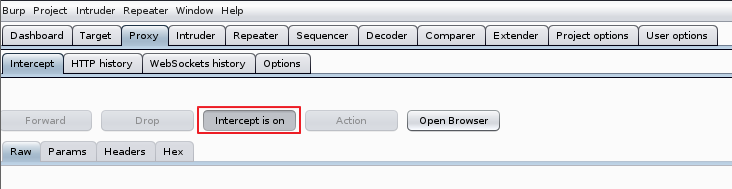 Burp Project Intruder Repeater Window Help
Dashboard Target Proxy Intruder Repeater Sequencer Decoder Comparer Extender Project options User options
Intercept HTTP history WebSockets history Options
Forward Drop Intercept is on Action Open Browser
Raw Params Headers Hex